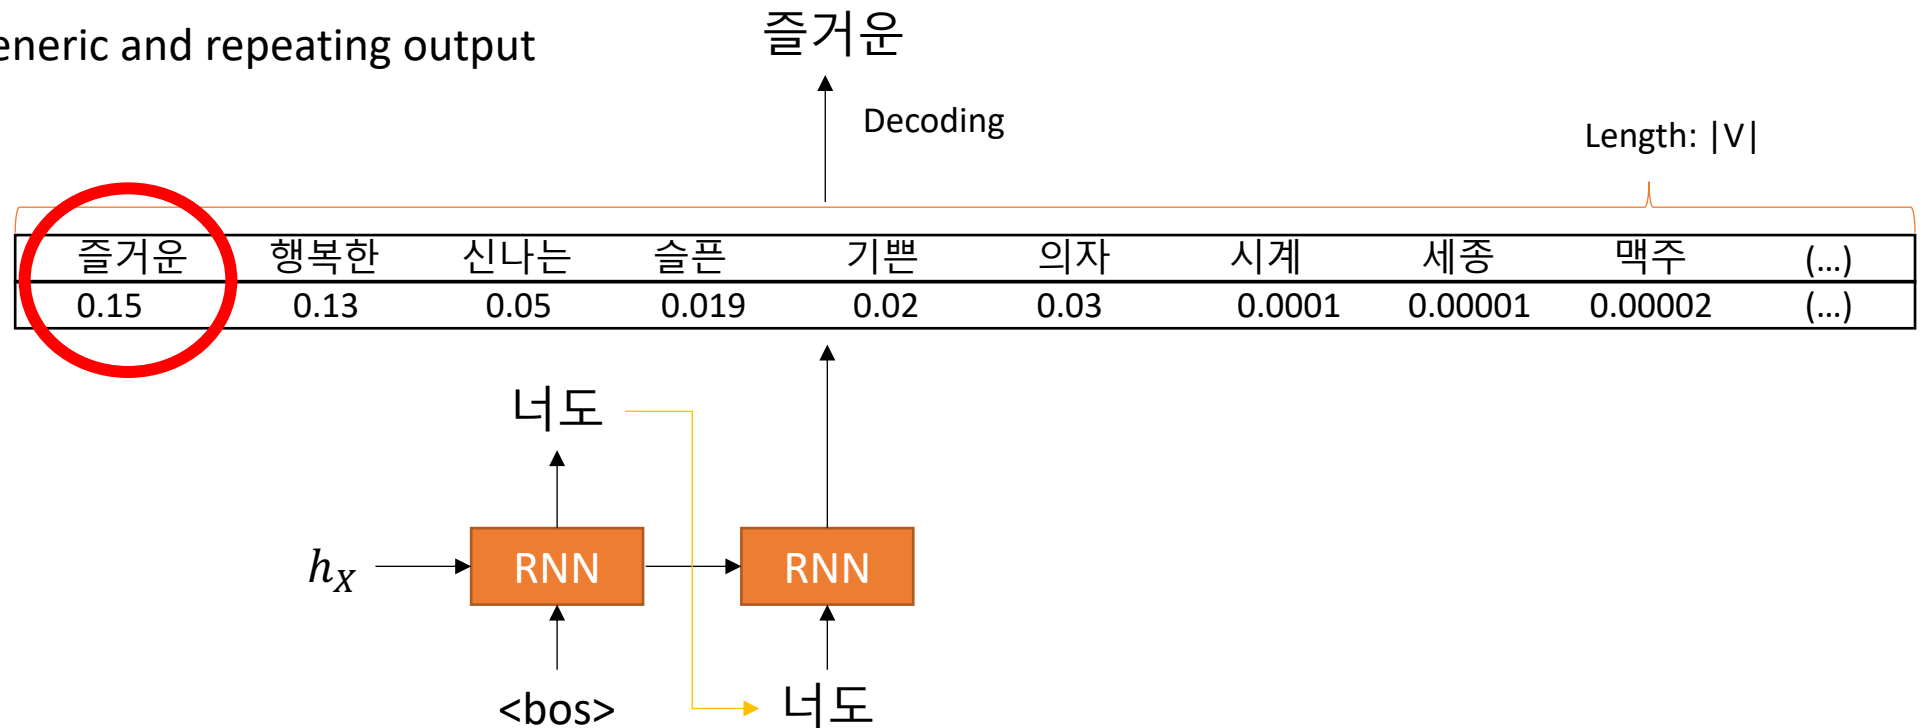 eneric and repeating output
즐거운
Decoding
Length: |V|
즐거운 행복한 신나는 슬픈 기쁜 의자 시계 세종 맥주 (...)
0.15 0.13 0.05 0.019 0.02 0.03 0.0001 0.00001 0.00002 (...)
너도
h_X RNN RNN
<bos> 너도